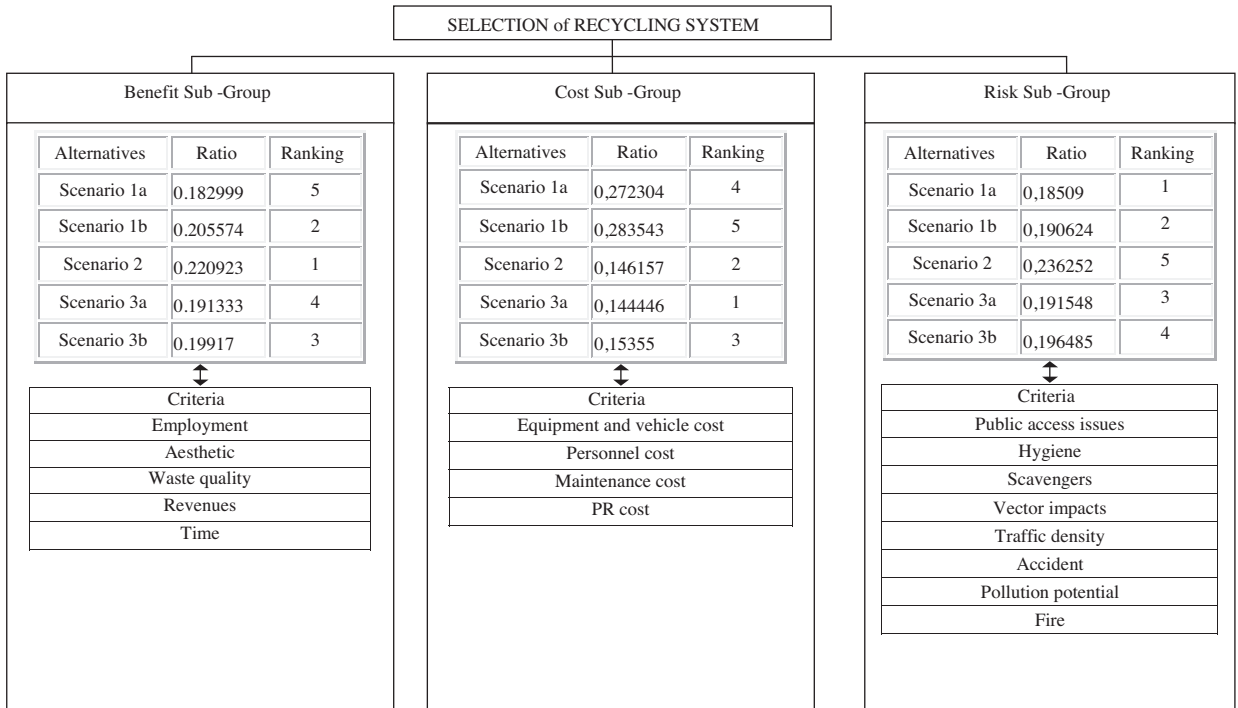 SELECTION of RECYCLING SYSTEM
Benefit Sub -Group
Alternatives Ratio Ranking
Scenario 1a 0.182999 5
Scenario 1b 0.205574 2
Scenario 2 0.220923 1
Scenario 3a 0.191333 4
Scenario 3b 0.19917 3
Criteria
Employment
Aesthetic
Waste quality
Revenues
Time
Cost Sub -Group
Alternatives Ratio Ranking
Scenario 1a 0,272304 4
Scenario 1b 0,283543 5
Scenario 2 0,146157 2
Scenario 3a 0,144446 1
Scenario 3b 0,15355 3
Criteria
Equipment and vehicle cost
Personnel cost
Maintenance cost
PR cost
Risk Sub -Group
Alternatives Ratio Ranking
Scenario 1a 0,18509 1
Scenario 1b 0,190624 2
Scenario 2 0,236252 5
Scenario 3a 0,191548 3
Scenario 3b 0,196485 4
Criteria
Public access issues
Hygiene
Scavengers
Vector impacts
Traffic density
Accident
Pollution potential
Fire